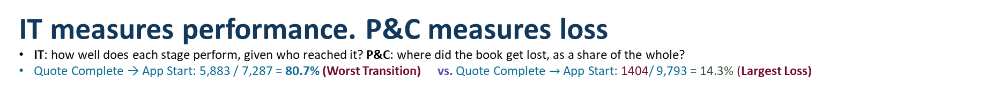 IT measures performance. P&C measures loss
• IT: how well does each stage perform, given who reached it? P&C: where did the book get lost, as a share of the whole?
• Quote Complete → App Start: 5,883 / 7,287 = 80.7% (Worst Transition) vs. Quote Complete → App Start: 1404/ 9,793 = 14.3% (Largest Loss)